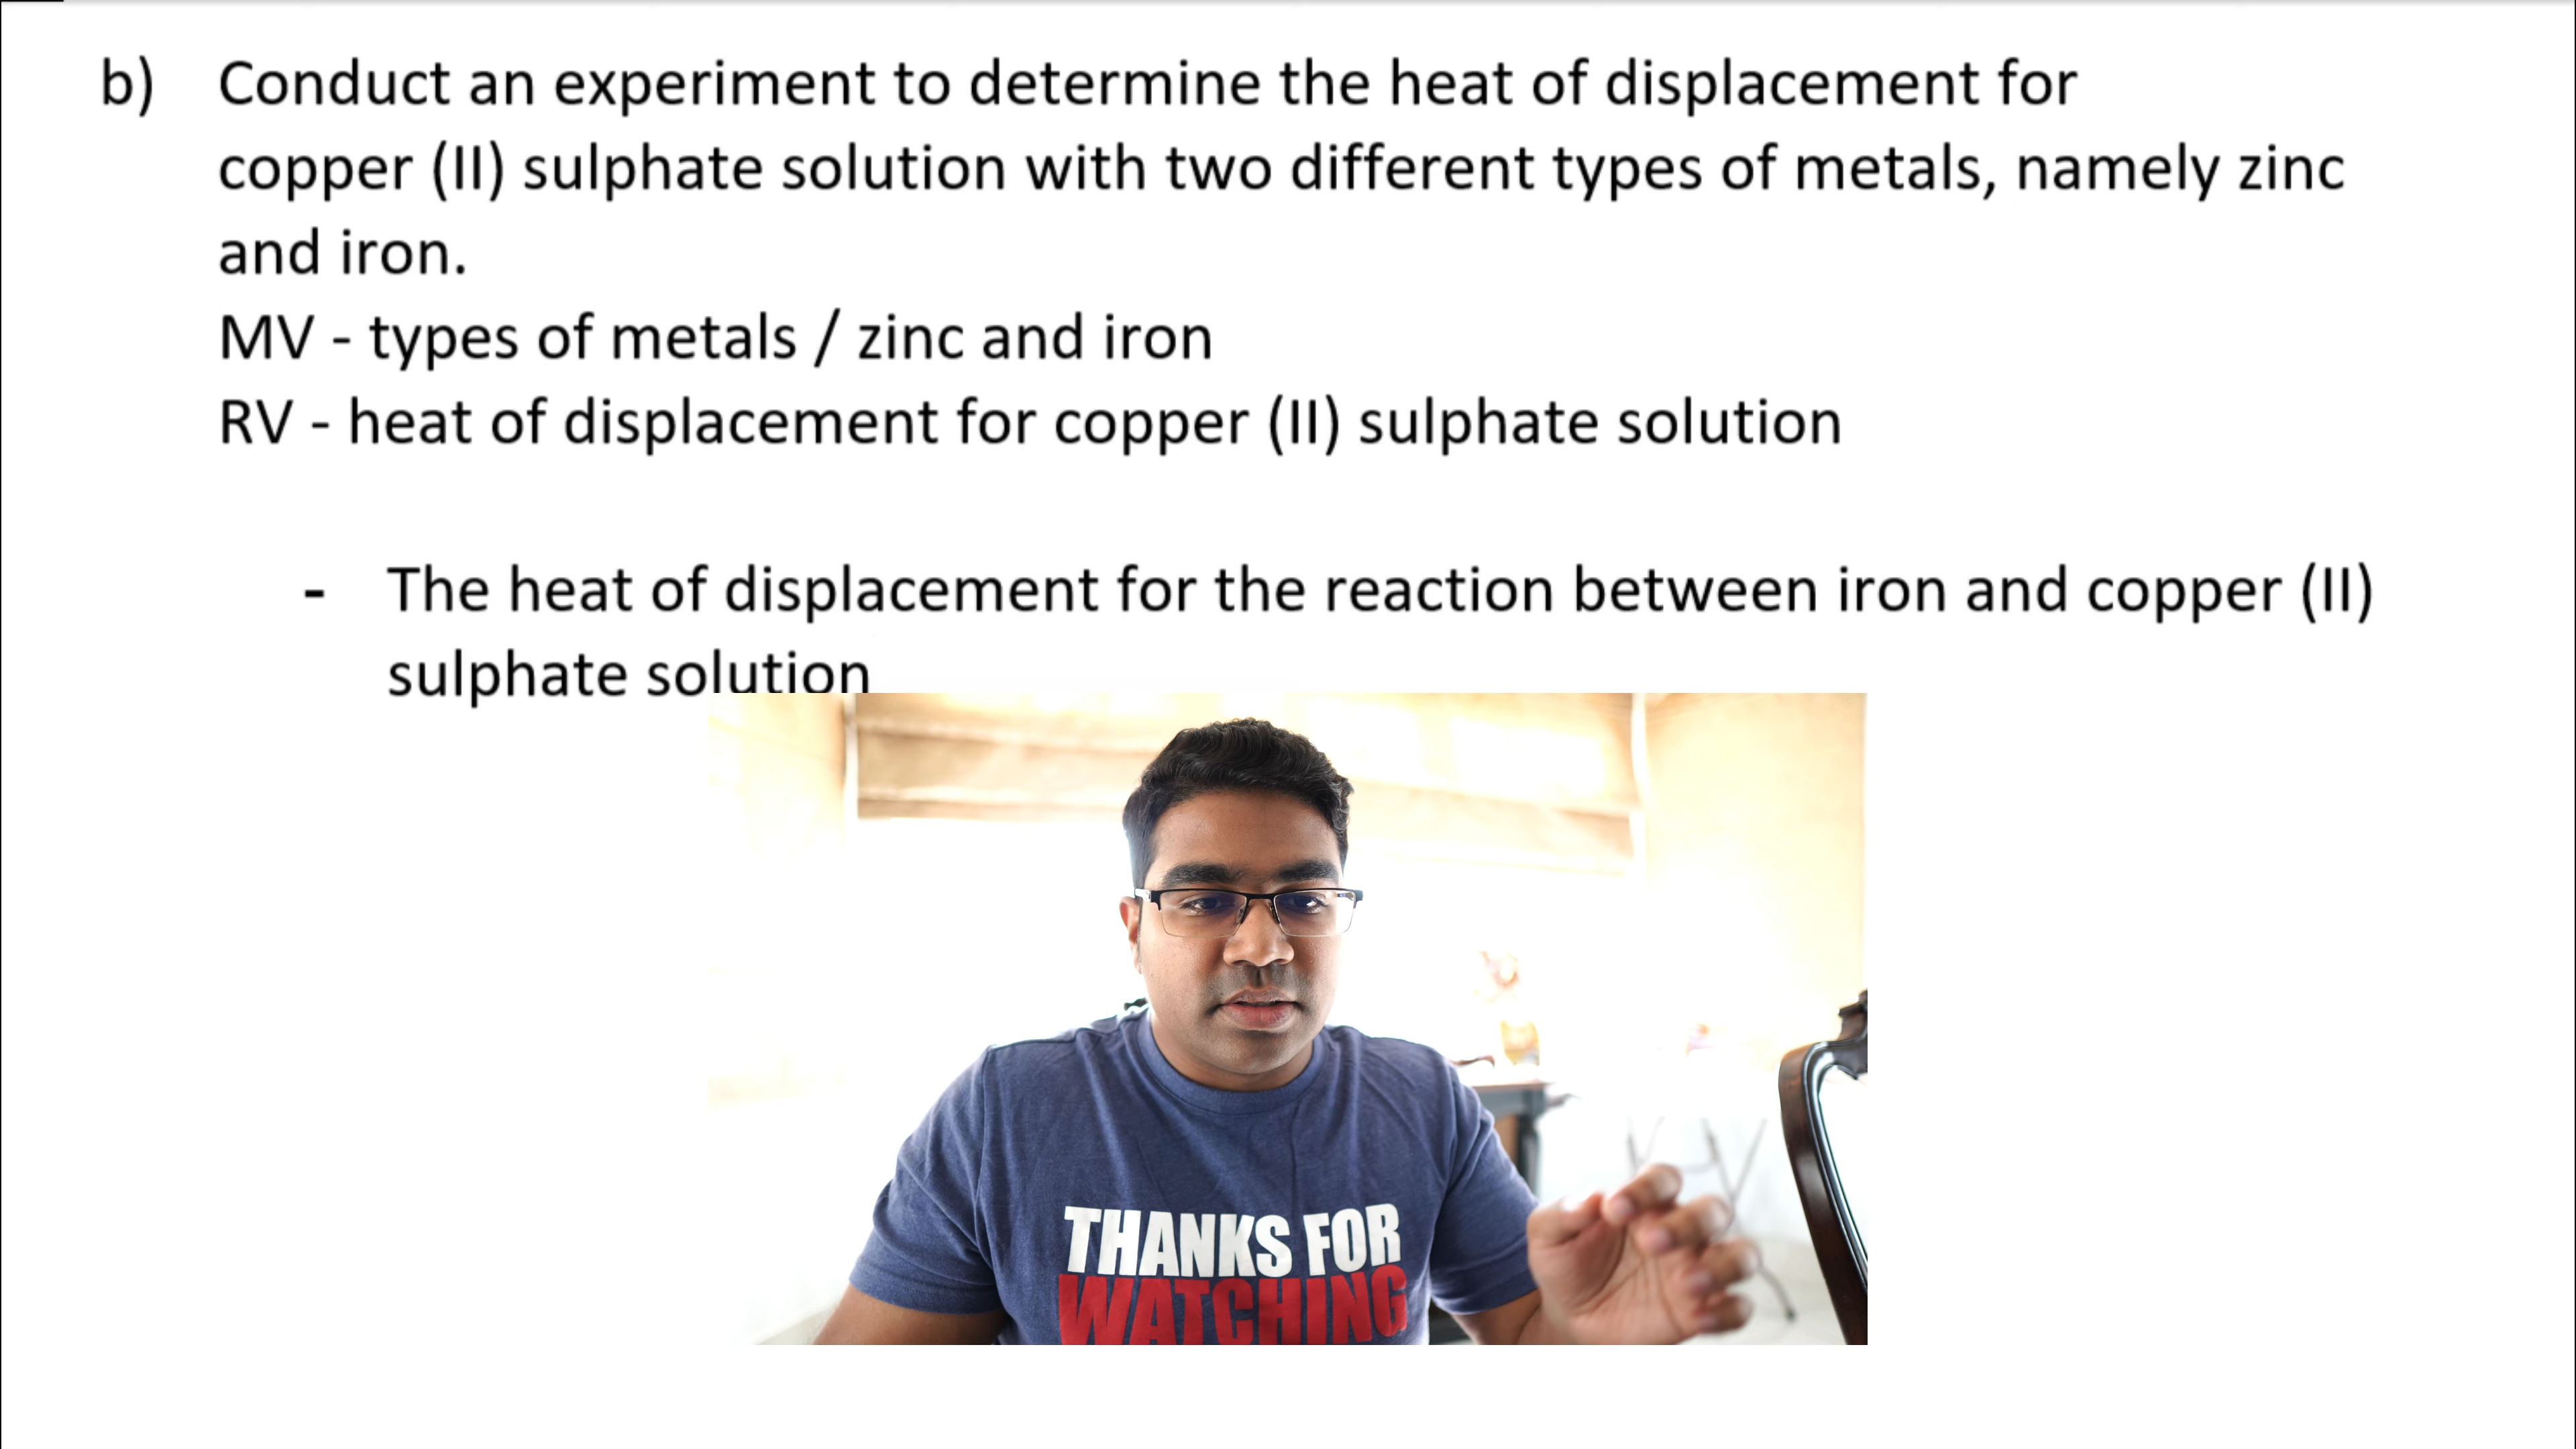 b) Conduct an experiment to determine the heat of displacement for
copper (II) sulphate solution with two different types of metals, namely zinc
and iron.
MV - types of metals / zinc and iron
RV - heat of displacement for copper (II) sulphate solution
- The heat of displacement for the reaction between iron and copper (II)
sulphate solution
THANKS FOR
WATCHING